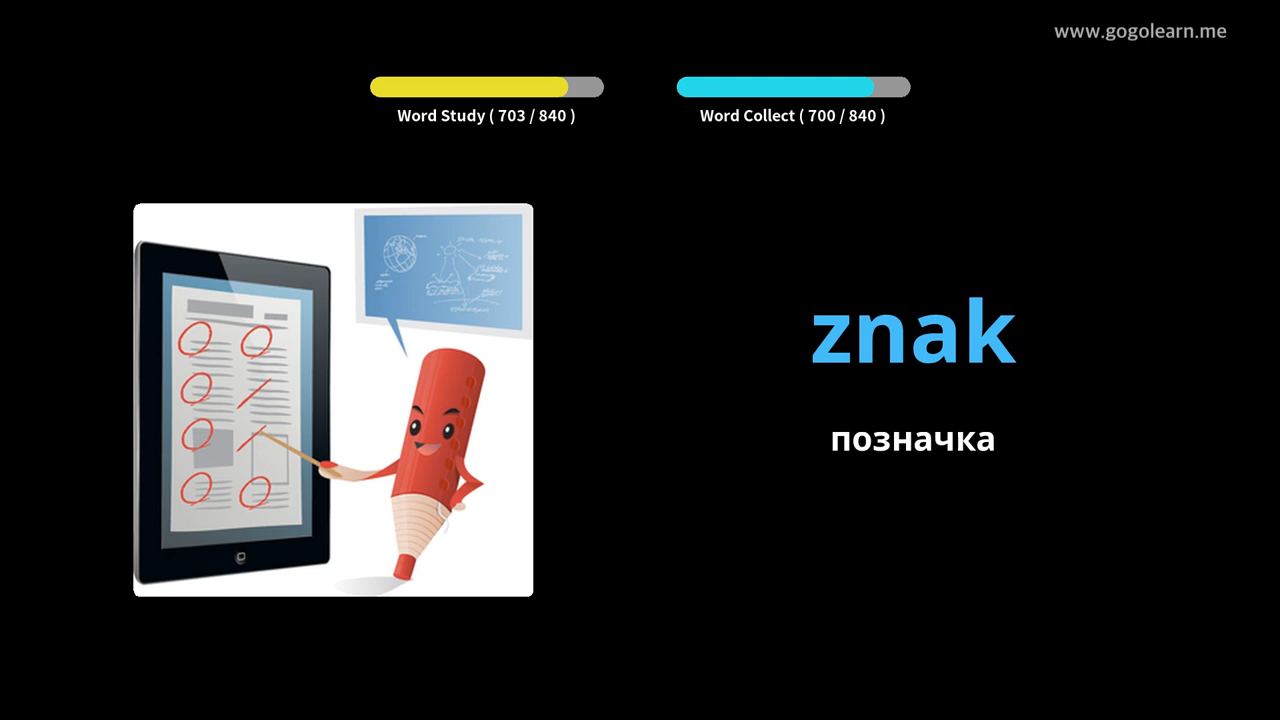 www.gogolearn.me
Word Study ( 703 / 840 )
Word Collect ( 700 / 840 )
znak
позначка